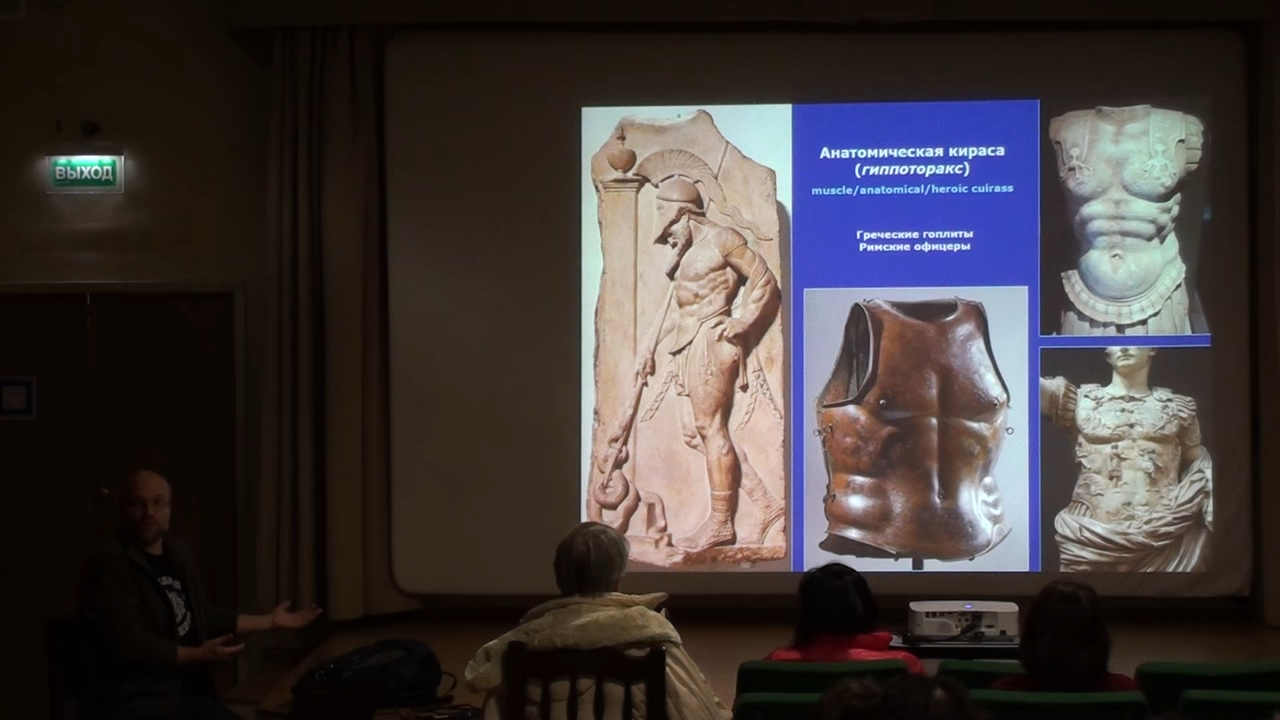 ВЫХОД
Анатомическая кираса
(гиппоторакс)
muscle/anatomical/heroic cuirass
Греческие гоплиты
Римские офицеры